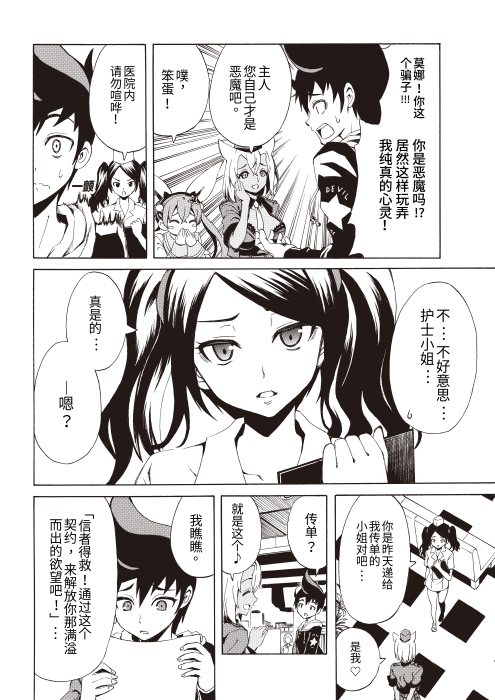 莫娜！你这
个骗子!!!
你是恶魔吗!?
居然这样玩弄
我纯真的心灵！
DEVIL
主人
您自己才是
恶魔吧。
噗，
笨蛋！
医院内
请勿喧哗！
一颤
不…不好意思…
护士小姐…
真是的…
—嗯？
你是昨天递给
我传单的
小姐对吧…
是我♡
传单？
就是这个♪
我瞧瞧。
「信者得救！通过这个
契约，来解放你那满溢
而出的欲望吧！」…